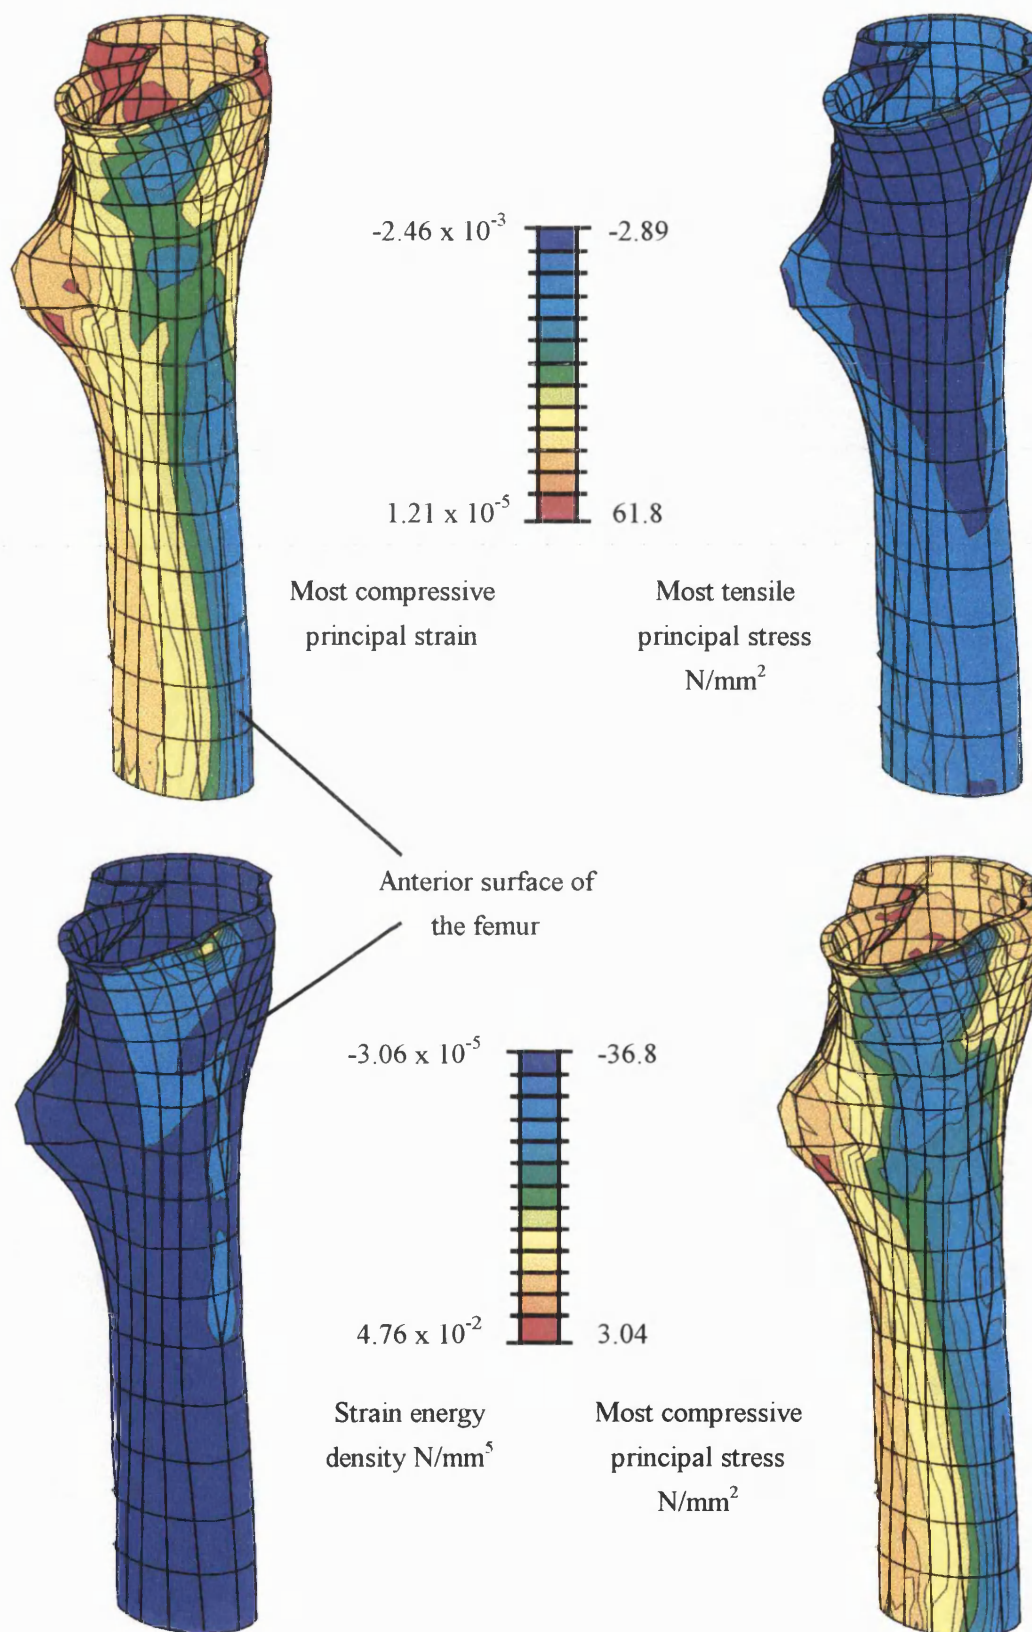 -2.46 x 10⁻³ -2.89
1.21 x 10⁻⁵ 61.8
Most compressive
principal strain
Most tensile
principal stress
N/mm²
Anterior surface of
the femur
-3.06 x 10⁻⁵ -36.8
4.76 x 10⁻² 3.04
Strain energy
density N/mm⁵
Most compressive
principal stress
N/mm²